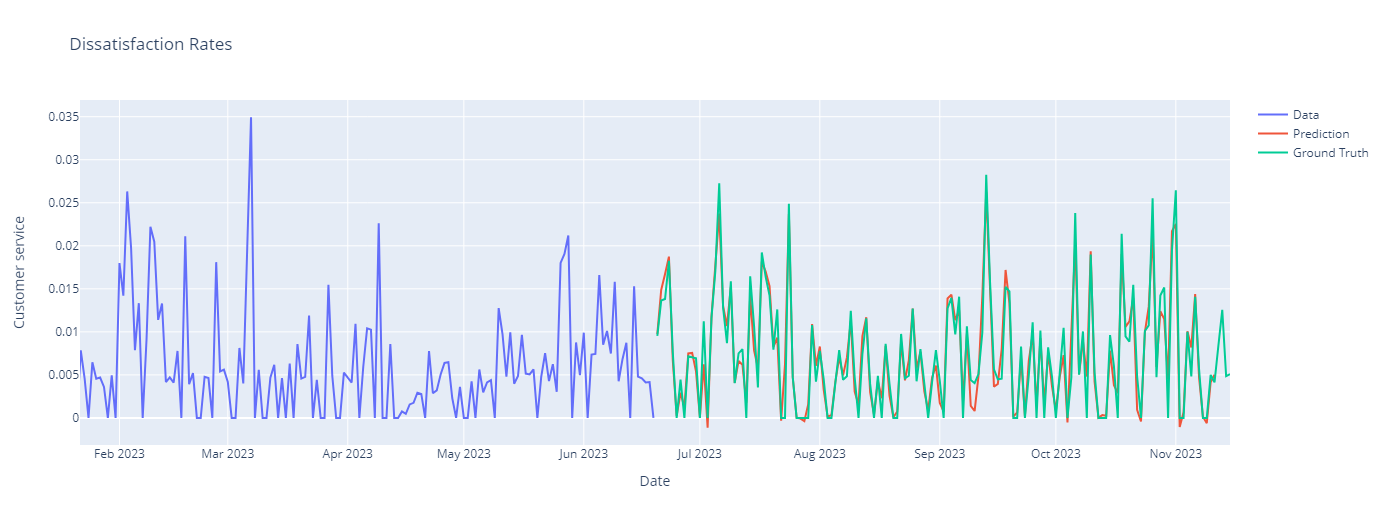 Dissatisfaction Rates
Data
Prediction
Ground Truth
Customer service
0.035
0.03
0.025
0.02
0.015
0.01
0.005
0
Feb 2023
Mar 2023
Apr 2023
May 2023
Jun 2023
Jul 2023
Aug 2023
Sep 2023
Oct 2023
Nov 2023
Date